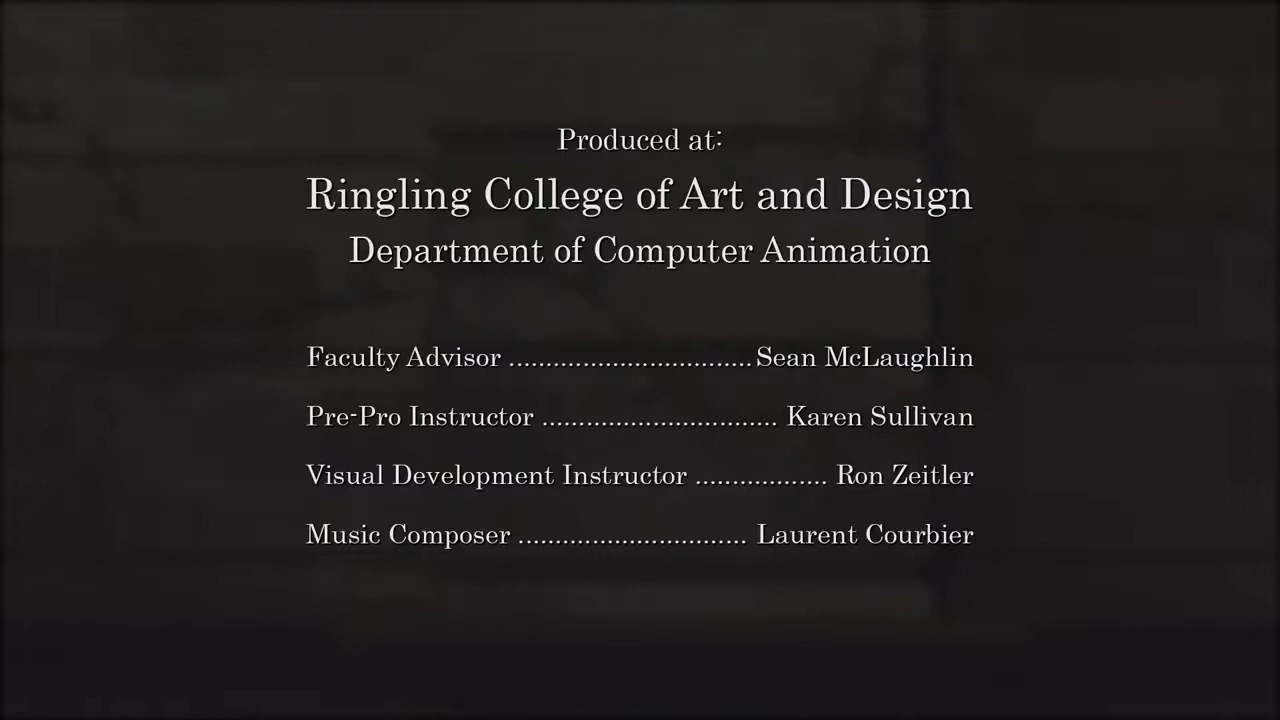 Produced at:
Ringling College of Art and Design
Department of Computer Animation
Faculty Advisor ................................. Sean McLaughlin
Pre-Pro Instructor ................................ Karen Sullivan
Visual Development Instructor .................. Ron Zeitler
Music Composer ............................... Laurent Courbier